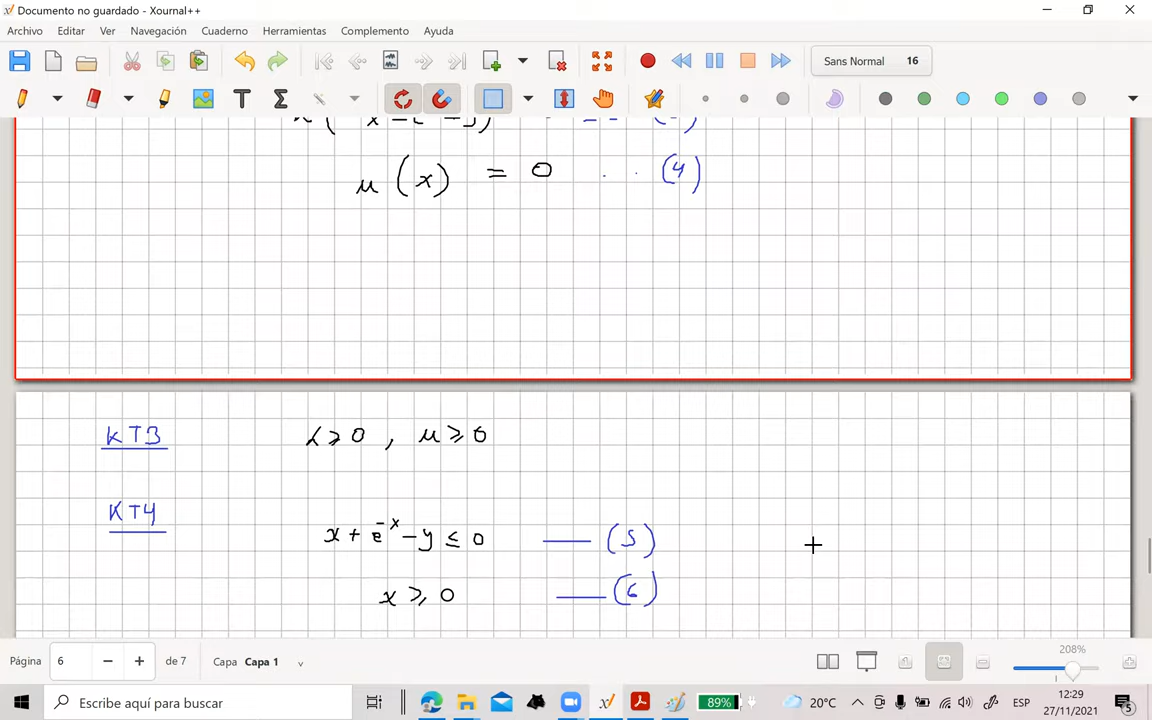 Documento no guardado - Xournal++
Archivo Editar Ver Navegación Cuaderno Herramientas Complemento Ayuda
Sans Normal 16
μ (x) = 0 . . (4)
KT3 λ ≥ 0 , μ ≥ 0
KT4
x + e^-x - y ≤ 0 — (5)
x ≥ 0 — (6)
Página 6 de 7 Capa Capa 1 208%
Escribe aquí para buscar 89% 20°C ESP 12:29
27/11/2021 5